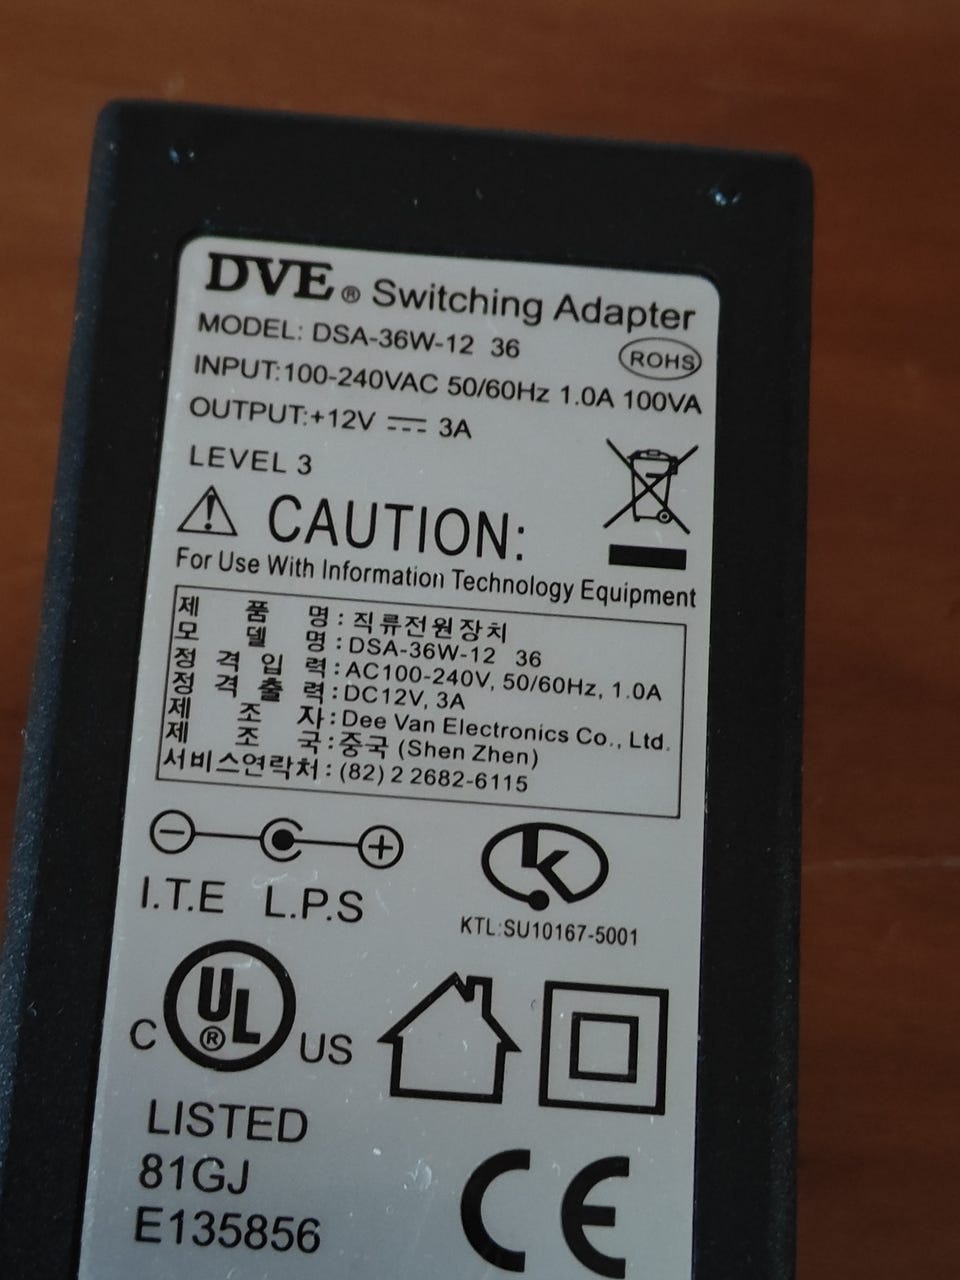 DVE® Switching Adapter
MODEL: DSA-36W-12 36
ROHS
INPUT:100-240VAC 50/60Hz 1.0A 100VA
OUTPUT:+12V ⎓ 3A
LEVEL 3
CAUTION:
For Use With Information Technology Equipment
제 품 명 : 직류전원장치
모 델 명 : DSA-36W-12 36
정 격 입 력 : AC100-240V, 50/60Hz, 1.0A
정 격 출 력 : DC12V, 3A
제 조 자 : Dee Van Electronics Co., Ltd.
제 조 국 : 중국 (Shen Zhen)
서비스연락처 : (82) 2 2682-6115
I.T.E L.P.S
KTL:SU10167-5001
C UL® US
LISTED
81GJ
E135856
CE